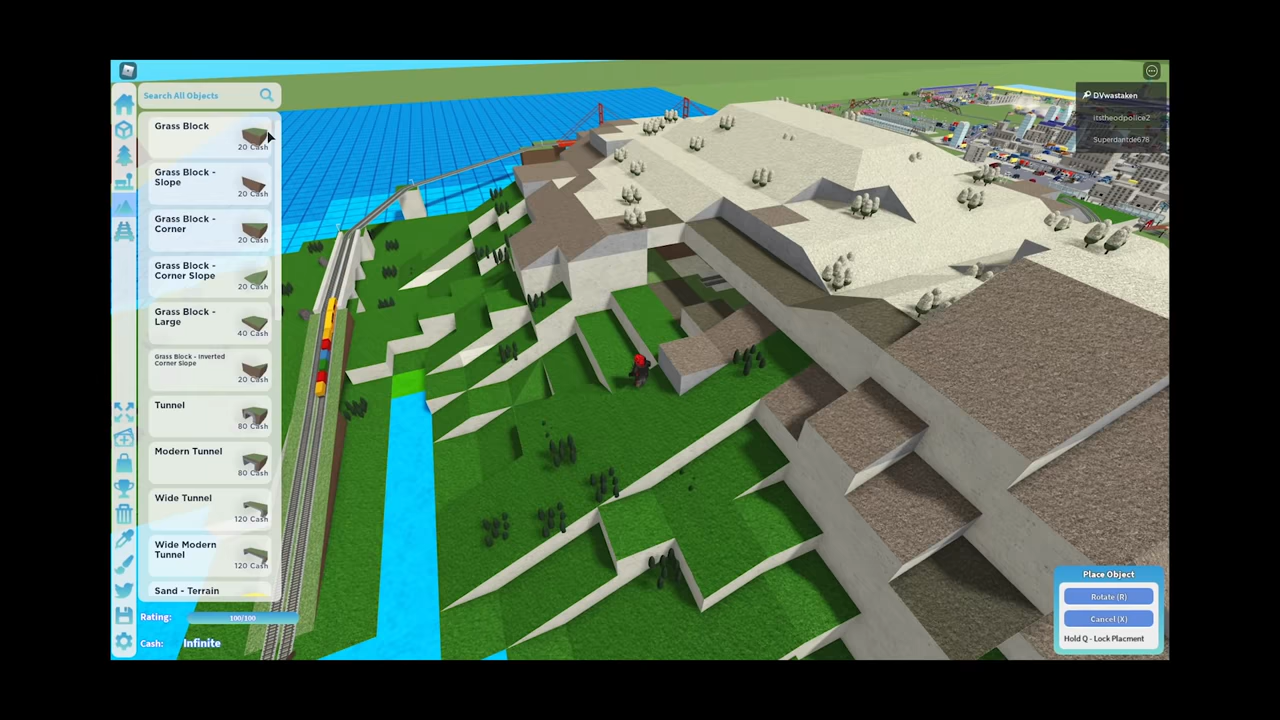 Search All Objects
Grass Block
20 Cash
Grass Block -
Slope
20 Cash
Grass Block -
Corner
20 Cash
Grass Block -
Corner Slope
20 Cash
Grass Block -
Large
40 Cash
Grass Block - Inverted
Corner Slope
20 Cash
Tunnel
80 Cash
Modern Tunnel
80 Cash
Wide Tunnel
120 Cash
Wide Modern
Tunnel
120 Cash
Sand - Terrain
Rating:
100/100
Cash:
Infinite
DVwastaken
itstheodpolice2
Superdantde678
Place Object
Rotate (R)
Cancel (X)
Hold Q - Lock Placment